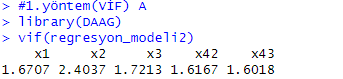 > #1.yöntem(VİF) A
> library(DAAG)
> vif(regresyon_modeli2)
x1 x2 x3 x42 x43
1.6707 2.4037 1.7213 1.6167 1.6018